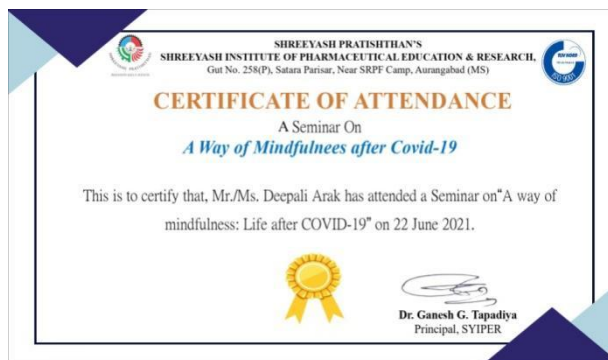 SHREEYASH PRATISHTHAN'S
SHREEYASH INSTITUTE OF PHARMACEUTICAL EDUCATION & RESEARCH,
Gut No. 258(P), Satara Parisar, Near SRPF Camp, Aurangabad (MS)
ISO 9001
CERTIFICATE OF ATTENDANCE
A Seminar On
A Way of Mindfulnees after Covid-19
This is to certify that, Mr./Ms. Deepali Arak has attended a Seminar on“A way of
mindfulness: Life after COVID-19” on 22 June 2021.
Dr. Ganesh G. Tapadiya
Principal, SYIPER